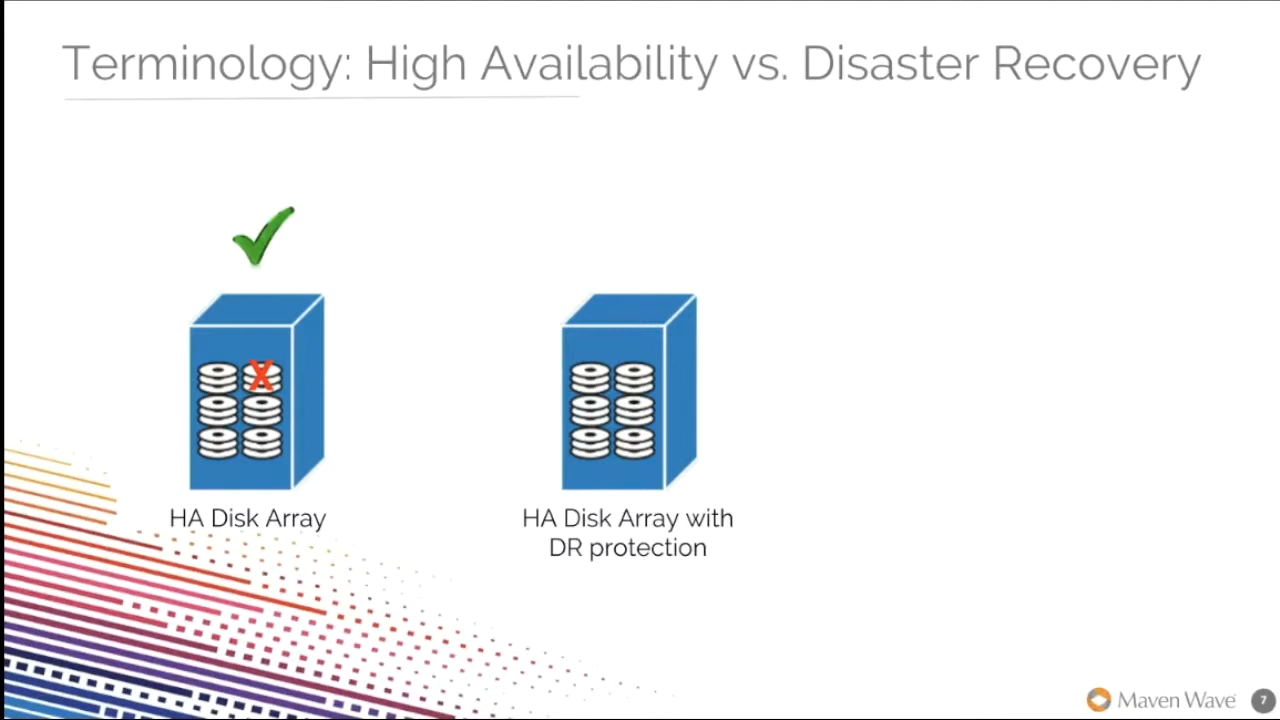 Terminology: High Availability vs. Disaster Recovery
X
HA Disk Array
HA Disk Array with
DR protection
Maven Wave
7